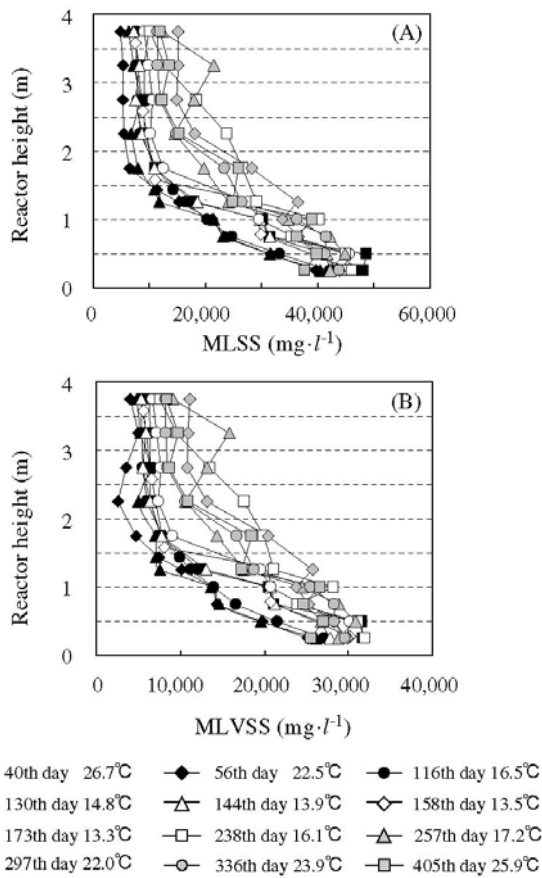 (A)
4
3
2
1
0
Reactor height (m)
0 20,000 40,000 60,000
MLSS (mg·l-1)
(B)
4
3
2
1
0
Reactor height (m)
0 10,000 20,000 30,000 40,000
MLVSS (mg·l-1)
40th day 26.7℃ 56th day 22.5℃ 116th day 16.5℃
130th day 14.8℃ 144th day 13.9℃ 158th day 13.5℃
173th day 13.3℃ 238th day 16.1℃ 257th day 17.2℃
297th day 22.0℃ 336th day 23.9℃ 405th day 25.9℃